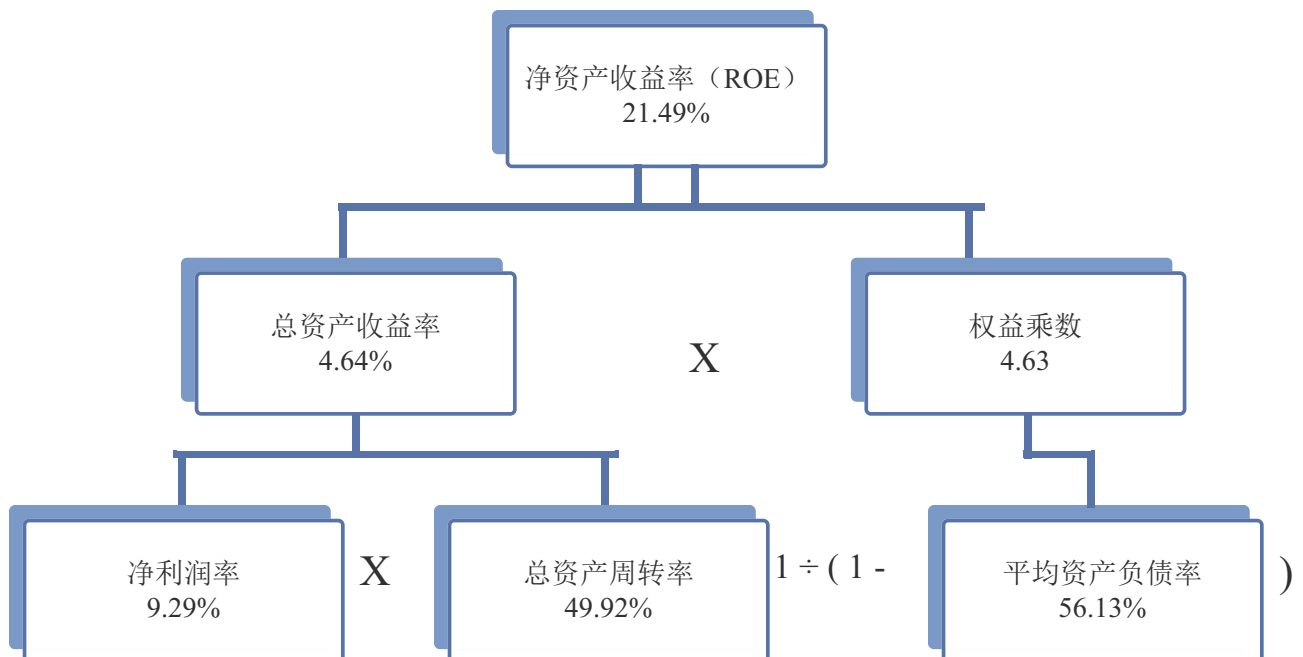 净资产收益率（ROE）
21.49%
总资产收益率
4.64%
X
权益乘数
4.63
净利润率
9.29%
X
总资产周转率
49.92%
1 ÷ ( 1 -
平均资产负债率
56.13%
)